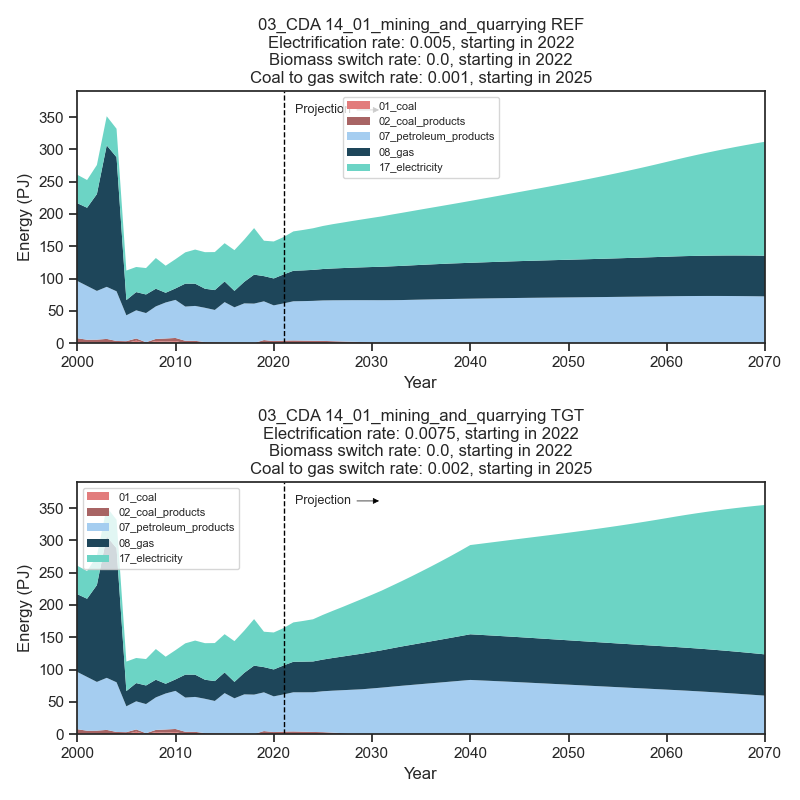 03_CDA 14_01_mining_and_quarrying REF
Electrification rate: 0.005, starting in 2022
Biomass switch rate: 0.0, starting in 2022
Coal to gas switch rate: 0.001, starting in 2025
Projection
01_coal
02_coal_products
07_petroleum_products
08_gas
17_electricity
Energy (PJ)
350
300
250
200
150
100
50
0
2000 2010 2020 2030 2040 2050 2060 2070
Year
03_CDA 14_01_mining_and_quarrying TGT
Electrification rate: 0.0075, starting in 2022
Biomass switch rate: 0.0, starting in 2022
Coal to gas switch rate: 0.002, starting in 2025
01_coal
02_coal_products
07_petroleum_products
08_gas
17_electricity
Projection
Energy (PJ)
350
300
250
200
150
100
50
0
2000 2010 2020 2030 2040 2050 2060 2070
Year